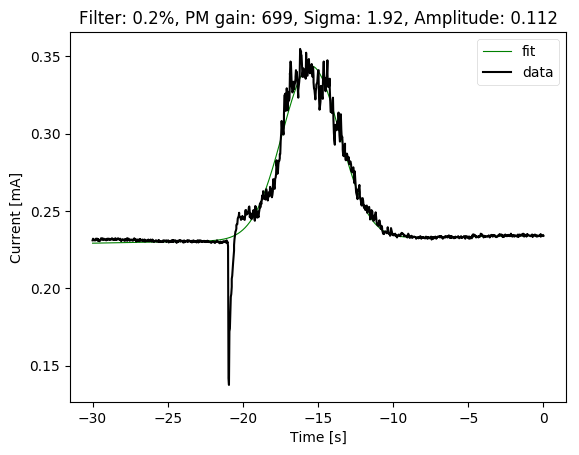 Filter: 0.2%, PM gain: 699, Sigma: 1.92, Amplitude: 0.112
fit
data
0.35
0.30
0.25
0.20
0.15
Current [mA]
−30
−25
−20
−15
−10
−5
0
Time [s]